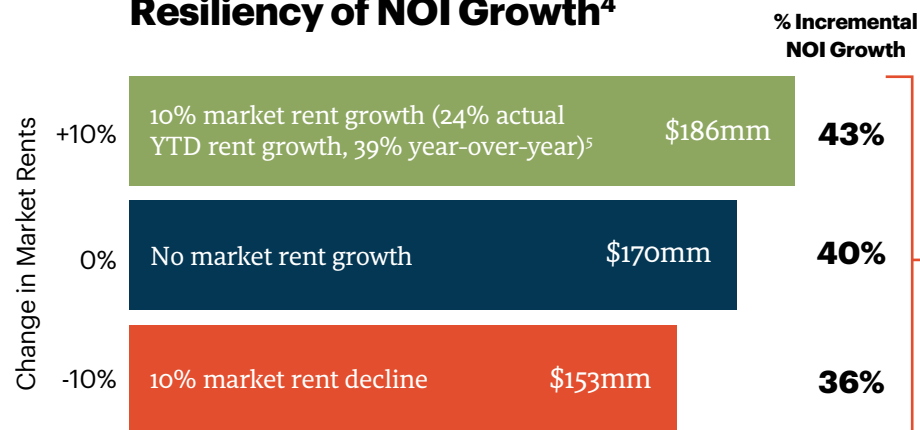 Resiliency of NOI Growth⁴
% Incremental
NOI Growth
Change in Market Rents
+10%
10% market rent growth (24% actual
YTD rent growth, 39% year-over-year)⁵
$186mm
43%
0%
No market rent growth
$170mm
40%
-10%
10% market rent decline
$153mm
36%